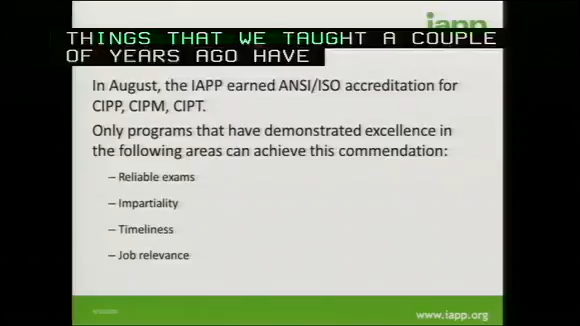 iapp
THINGS THAT WE TAUGHT A COUPLE
OF YEARS AGO HAVE
In August, the IAPP earned ANSI/ISO accreditation for
CIPP, CIPM, CIPT.
Only programs that have demonstrated excellence in
the following areas can achieve this commendation:
– Reliable exams
– Impartiality
– Timeliness
– Job relevance
www.iapp.org